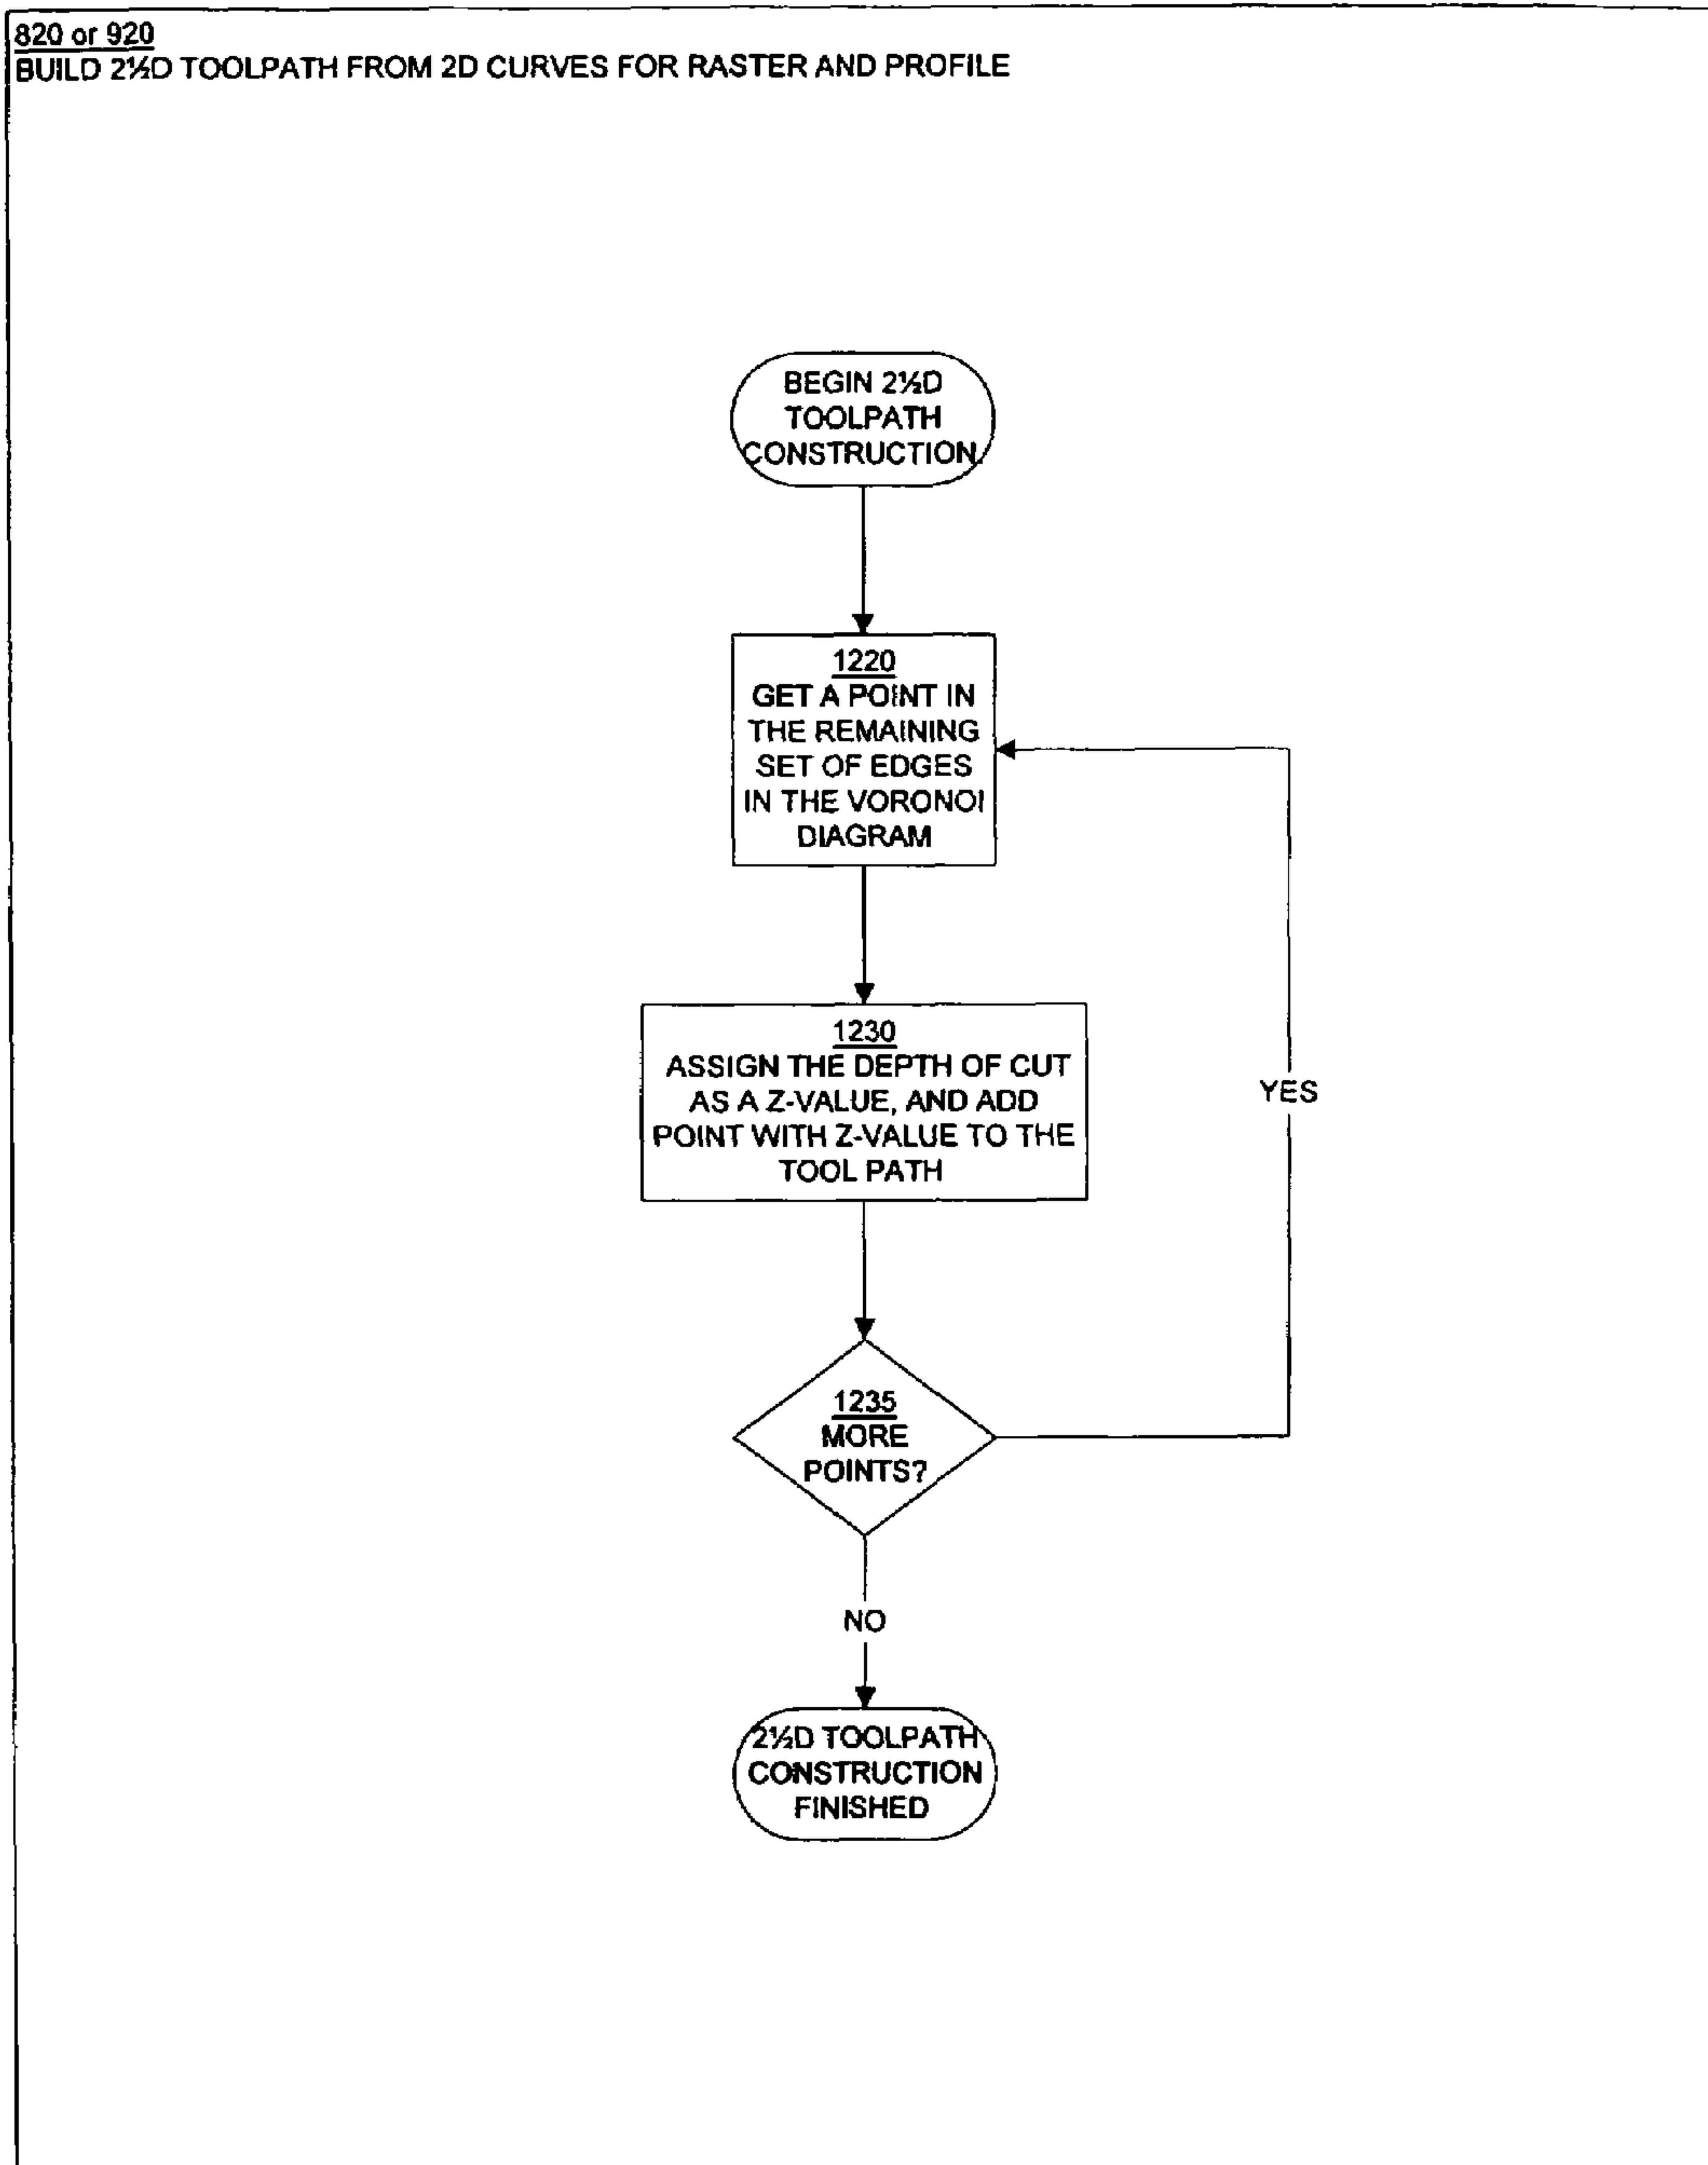 820 or 920
BUILD 2½D TOOLPATH FROM 2D CURVES FOR RASTER AND PROFILE
BEGIN 2½D
TOOLPATH
CONSTRUCTION
1220
GET A POINT IN
THE REMAINING
SET OF EDGES
IN THE VORONOI
DIAGRAM
1230
ASSIGN THE DEPTH OF CUT
AS A Z-VALUE, AND ADD
POINT WITH Z-VALUE TO THE
TOOL PATH
YES
1235
MORE
POINTS?
NO
2½D TOOLPATH
CONSTRUCTION
FINISHED